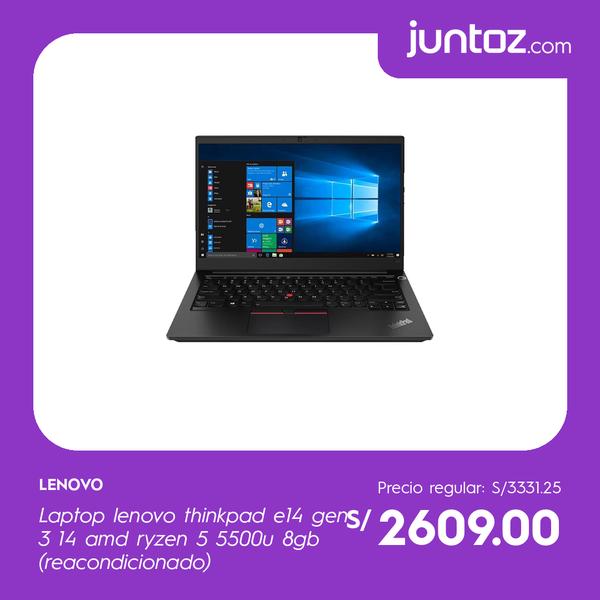 juntoz.com
ThinkPad
LENOVO
Precio regular: S/3331.25
Laptop lenovo thinkpad e14 gen
3 14 amd ryzen 5 5500u 8gb
(reacondicionado)
S/ 2609.00